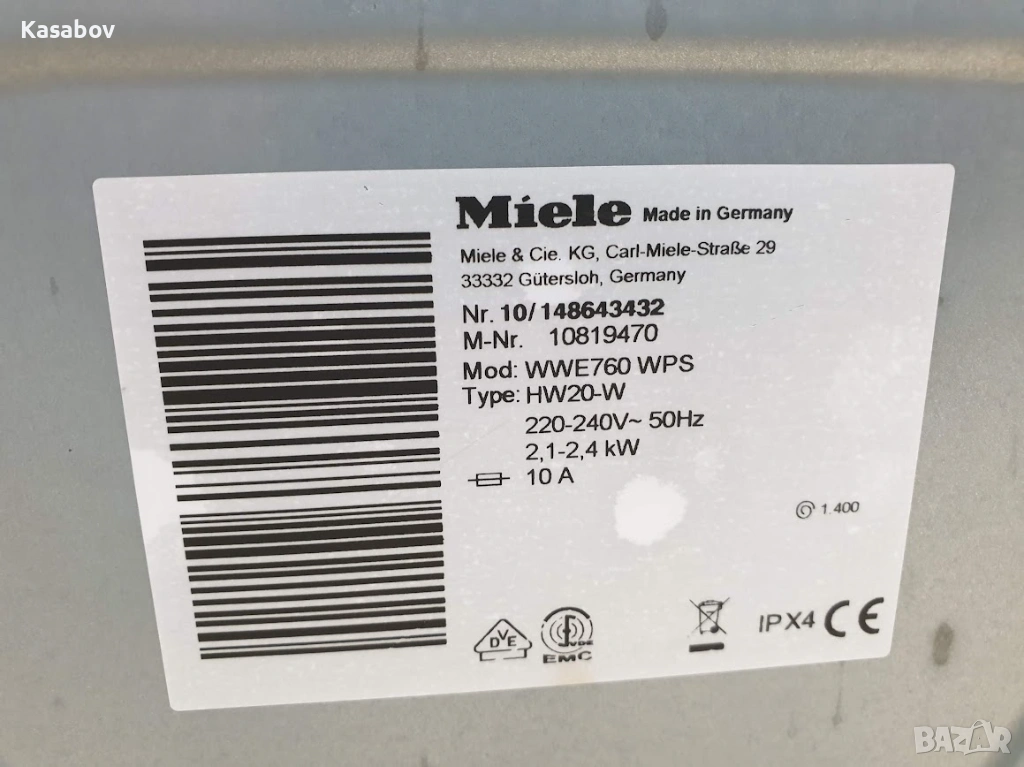 Kasabov
Miele Made in Germany
Miele & Cie. KG, Carl-Miele-Straße 29
33332 Gütersloh, Germany
Nr. 10/ 148643432
M-Nr. 10819470
Mod: WWE760 WPS
Type: HW20-W
220-240V~ 50Hz
2,1-2,4 kW
10 A
1.400
DVE
VDE
EMC
IPX4 CE
BAZAR